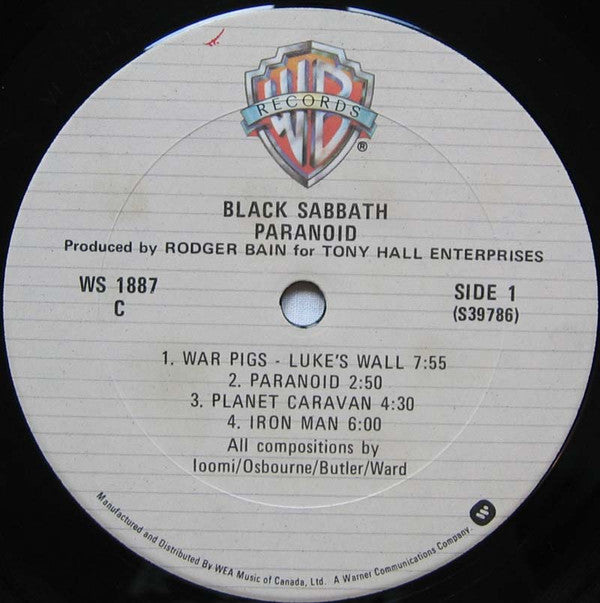 WB
RECORDS
®
BLACK SABBATH
PARANOID
Produced by RODGER BAIN for TONY HALL ENTERPRISES
WS 1887
C
SIDE 1
(S39786)
1. WAR PIGS - LUKE'S WALL 7:55
2. PARANOID 2:50
3. PLANET CARAVAN 4:30
4. IRON MAN 6:00
All compositions by
Ioomi/Osbourne/Butler/Ward
Manufactured and Distributed By WEA Music of Canada, Ltd. A Warner Communications Company.